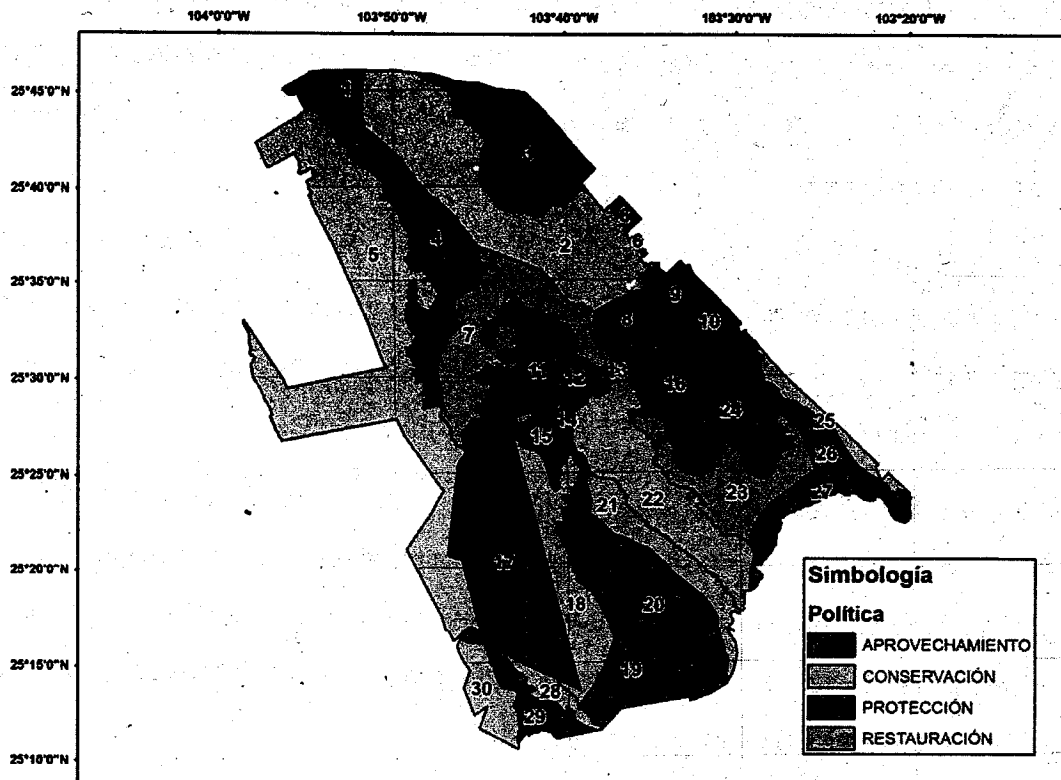 104°0'0"W 103°50'0"W 103°40'0"W 103°30'0"W 103°20'0"W
25°45'0"N
25°40'0"N
25°35'0"N
25°30'0"N
25°25'0"N
25°20'0"N
25°15'0"N
25°10'0"N
1
3
2
6
4
5
9
8
10
7
11
12
13
16
24
14
15
25
26
27
21
22
23
17
18
20
19
30
28
29
Simbología
Política
APROVECHAMIENTO
CONSERVACIÓN
PROTECCIÓN
RESTAURACIÓN